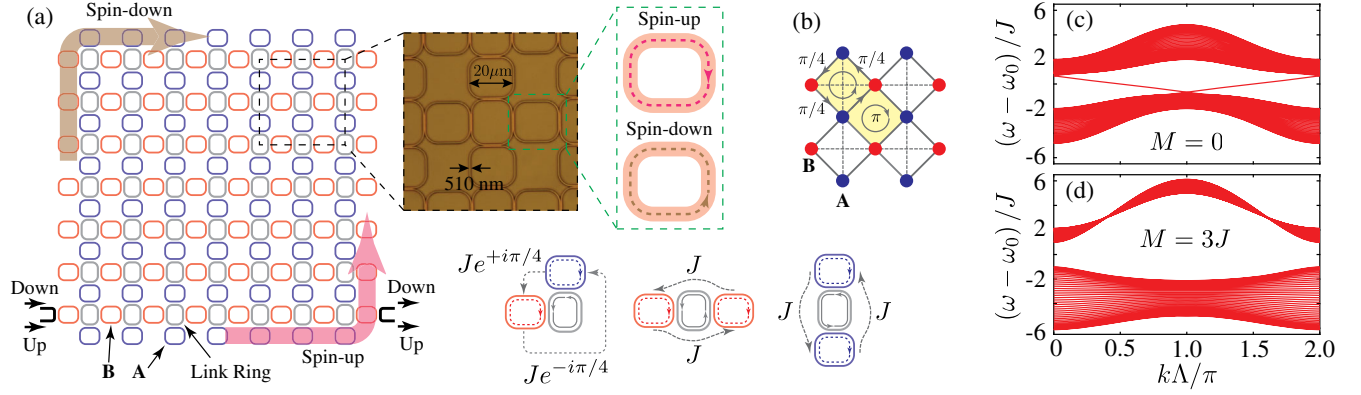 (a)
Spin-down
20μm
510 nm
Spin-up
Spin-down
Down
Up
B
A
Link Ring
Spin-up
Down
Up
Je^{+iπ/4}
Je^{-iπ/4}
J
J
J
J
(b)
π/4
π/4
π/4
π
B
A
(c)
(ω − ω₀)/J
6
2
-2
-6
M = 0
(d)
(ω − ω₀)/J
6
2
-2
-6
M = 3J
0
0.5
1.0
1.5
2.0
kΛ/π